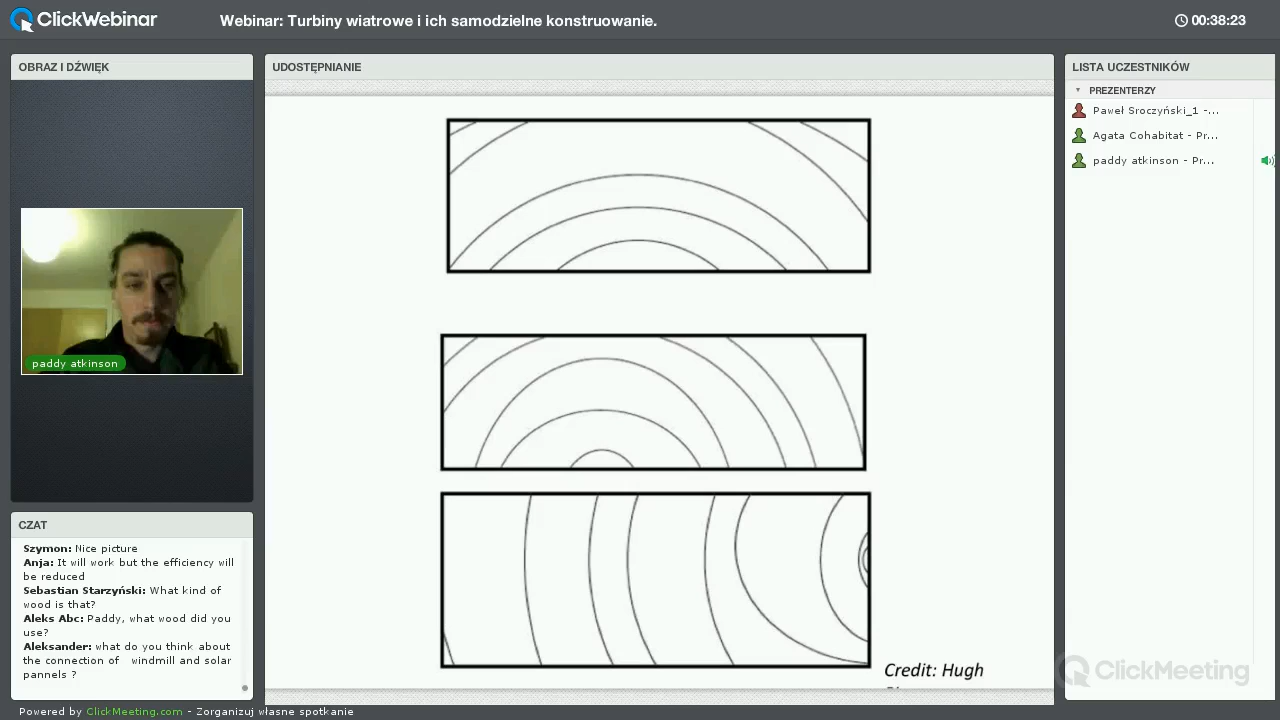 ClickWebinar
Webinar: Turbiny wiatrowe i ich samodzielne konstruowanie.
00:38:23
OBRAZ I DŹWIĘK
UDOSTĘPNIANIE
LISTA UCZESTNIKÓW
PREZENTERZY
Paweł Sroczyński_1 -...
Agata Cohabitat - Pr...
paddy atkinson - Pr...
paddy atkinson
CZAT
Szymon: Nice picture
Anja: It will work but the efficiency will
be reduced
Sebastian Starzyński: What kind of
wood is that?
Aleks Abc: Paddy, what wood did you
use?
Aleksander: what do you think about
the connection of windmill and solar
pannels ?
Credit: Hugh
ClickMeeting
Powered by ClickMeeting.com - Zorganizuj własne spotkanie